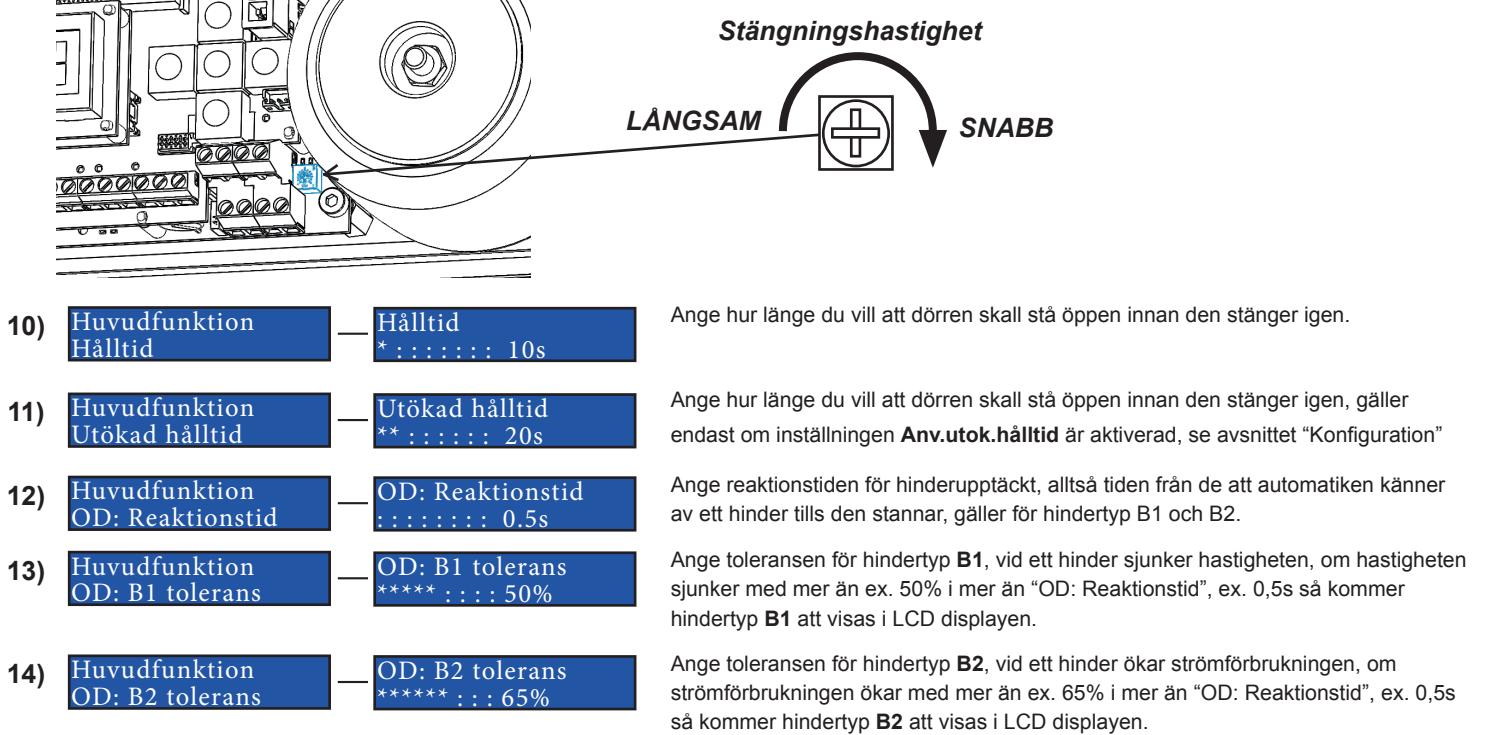 Stängningshastighet
LÅNGSAM
SNABB
10)
Huvudfunktion
Hålltid
Hålltid
* : : : : : : : 10s
Ange hur länge du vill att dörren skall stå öppen innan den stänger igen.
11)
Huvudfunktion
Utökad hålltid
Utökad hålltid
** : : : : : : 20s
Ange hur länge du vill att dörren skall stå öppen innan den stänger igen, gäller
endast om inställningen Anv.utok.hålltid är aktiverad, se avsnittet “Konfiguration”
12)
Huvudfunktion
OD: Reaktionstid
OD: Reaktionstid
: : : : : : : : 0.5s
Ange reaktionstiden för hinderupptäckt, alltså tiden från de att automatiken känner
av ett hinder tills den stannar, gäller för hindertyp B1 och B2.
13)
Huvudfunktion
OD: B1 tolerans
OD: B1 tolerans
***** : : : : 50%
Ange toleransen för hindertyp B1, vid ett hinder sjunker hastigheten, om hastigheten
sjunker med mer än ex. 50% i mer än “OD: Reaktionstid”, ex. 0,5s så kommer
hindertyp B1 att visas i LCD displayen.
14)
Huvudfunktion
OD: B2 tolerans
OD: B2 tolerans
****** : : : 65%
Ange toleransen för hindertyp B2, vid ett hinder ökar strömförbrukningen, om
strömförbrukningen ökar med mer än ex. 65% i mer än “OD: Reaktionstid”, ex. 0,5s
så kommer hindertyp B2 att visas i LCD displayen.